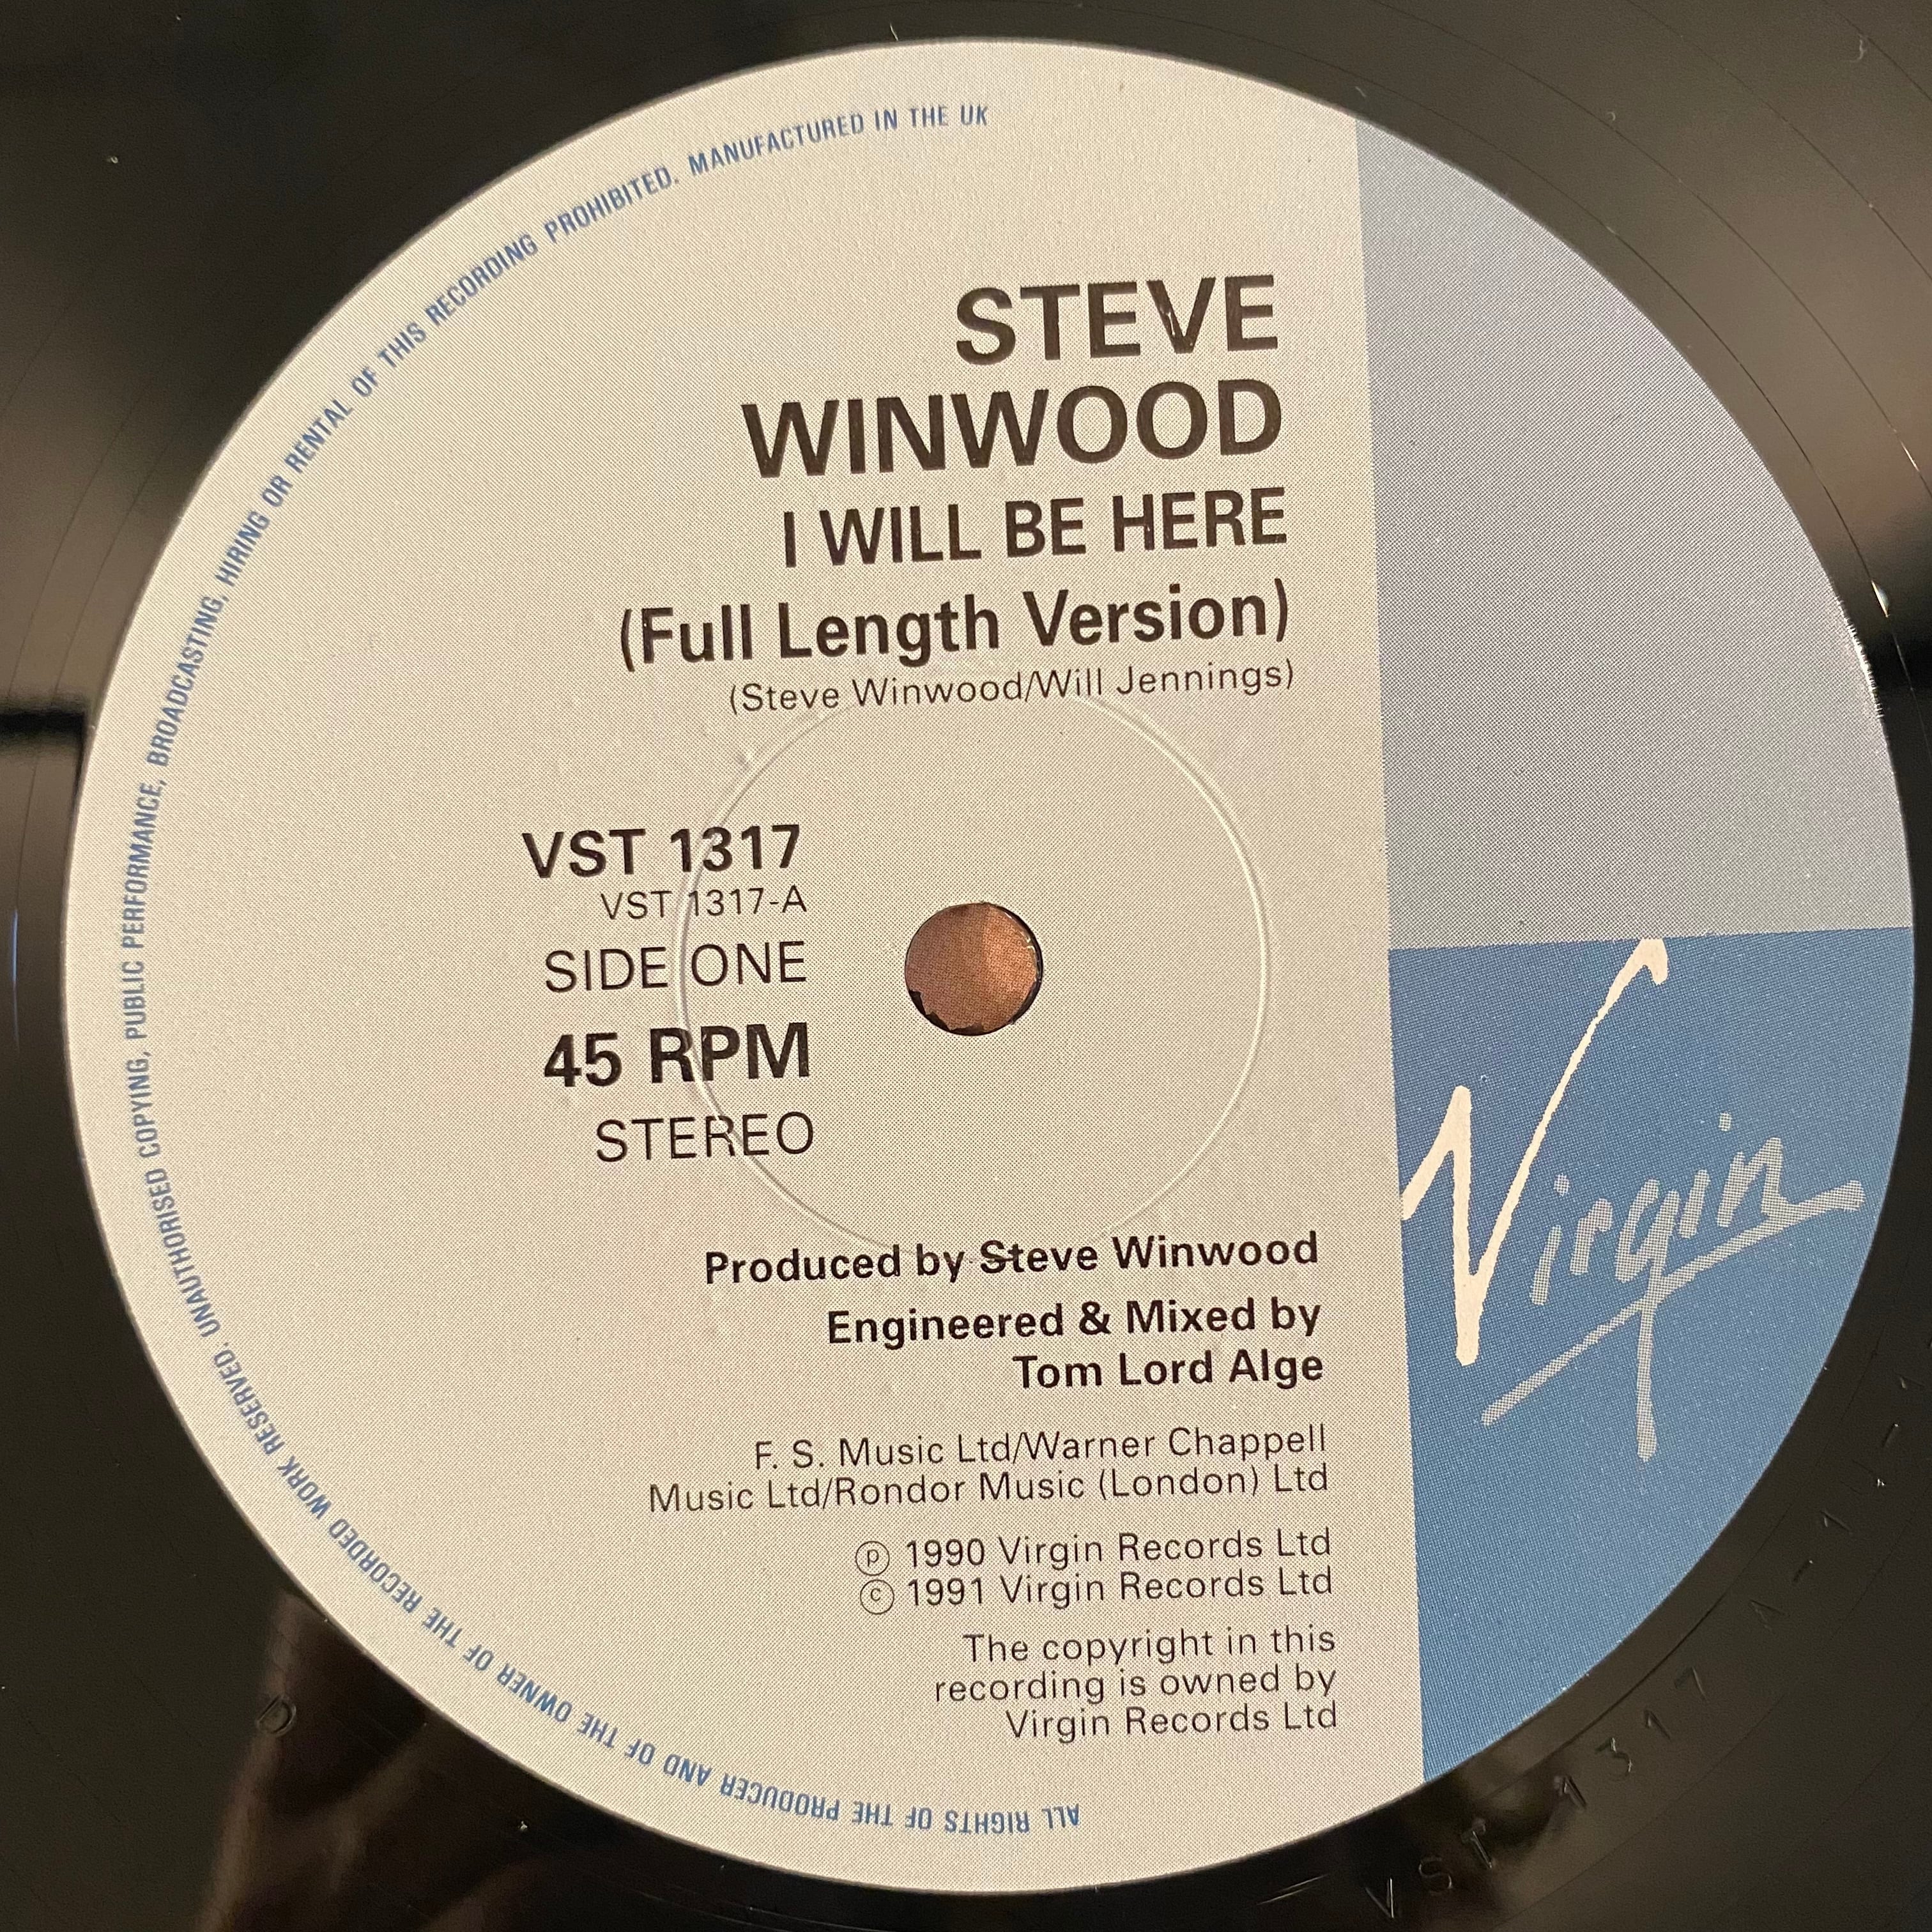 STEVE
WINWOOD
I WILL BE HERE
(Full Length Version)
(Steve Winwood/Will Jennings)
VST 1317
VST 1317-A
SIDE ONE
45 RPM
STEREO
Produced by Steve Winwood
Engineered & Mixed by
Tom Lord Alge
F. S. Music Ltd/Warner Chappell
Music Ltd/Rondor Music (London) Ltd
℗ 1990 Virgin Records Ltd
© 1991 Virgin Records Ltd
The copyright in this
recording is owned by
Virgin Records Ltd
Virgin
ALL RIGHTS OF THE PRODUCER AND OF THE OWNER OF THE RECORDED WORK RESERVED. UNAUTHORISED COPYING, PUBLIC PERFORMANCE, BROADCASTING, HIRING OR RENTAL OF THIS RECORDING PROHIBITED. MANUFACTURED IN THE UK
VST 1317 A-1